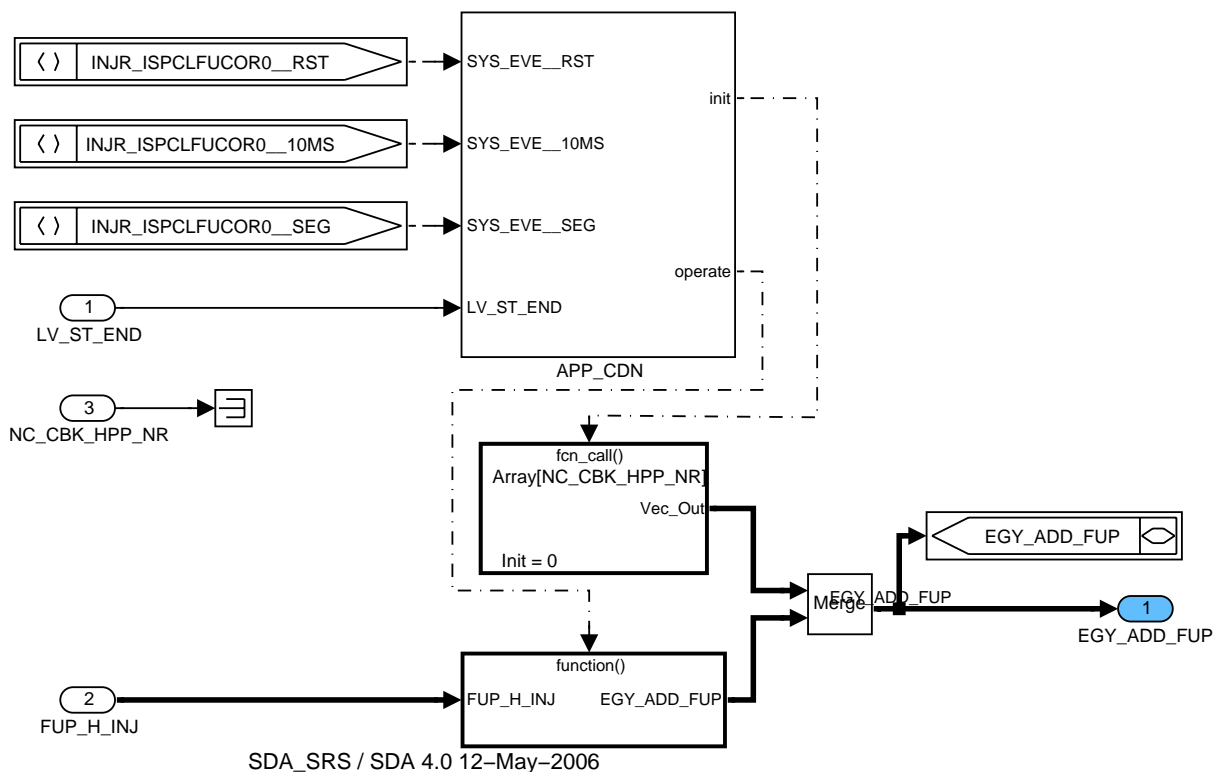 INJR_ISPCLFUCOR0__RST
SYS_EVE__RST
init
INJR_ISPCLFUCOR0__10MS
SYS_EVE__10MS
INJR_ISPCLFUCOR0__SEG
SYS_EVE__SEG
operate
1
LV_ST_END
LV_ST_END
APP_CDN
3
NC_CBK_HPP_NR
fcn_call()
Array[NC_CBK_HPP_NR]
Vec_Out
Init = 0
EGY_ADD_FUP
Merge
EGY_ADD_FUP
1
EGY_ADD_FUP
function()
2
FUP_H_INJ
FUP_H_INJ
EGY_ADD_FUP
SDA_SRS / SDA 4.0 12–May–2006